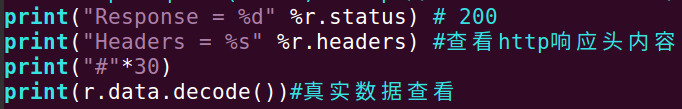 print("Response = %d" %r.status) # 200
print("Headers = %s" %r.headers) #查看http响应头内容
print("#"*30)
print(r.data.decode())#真实数据查看